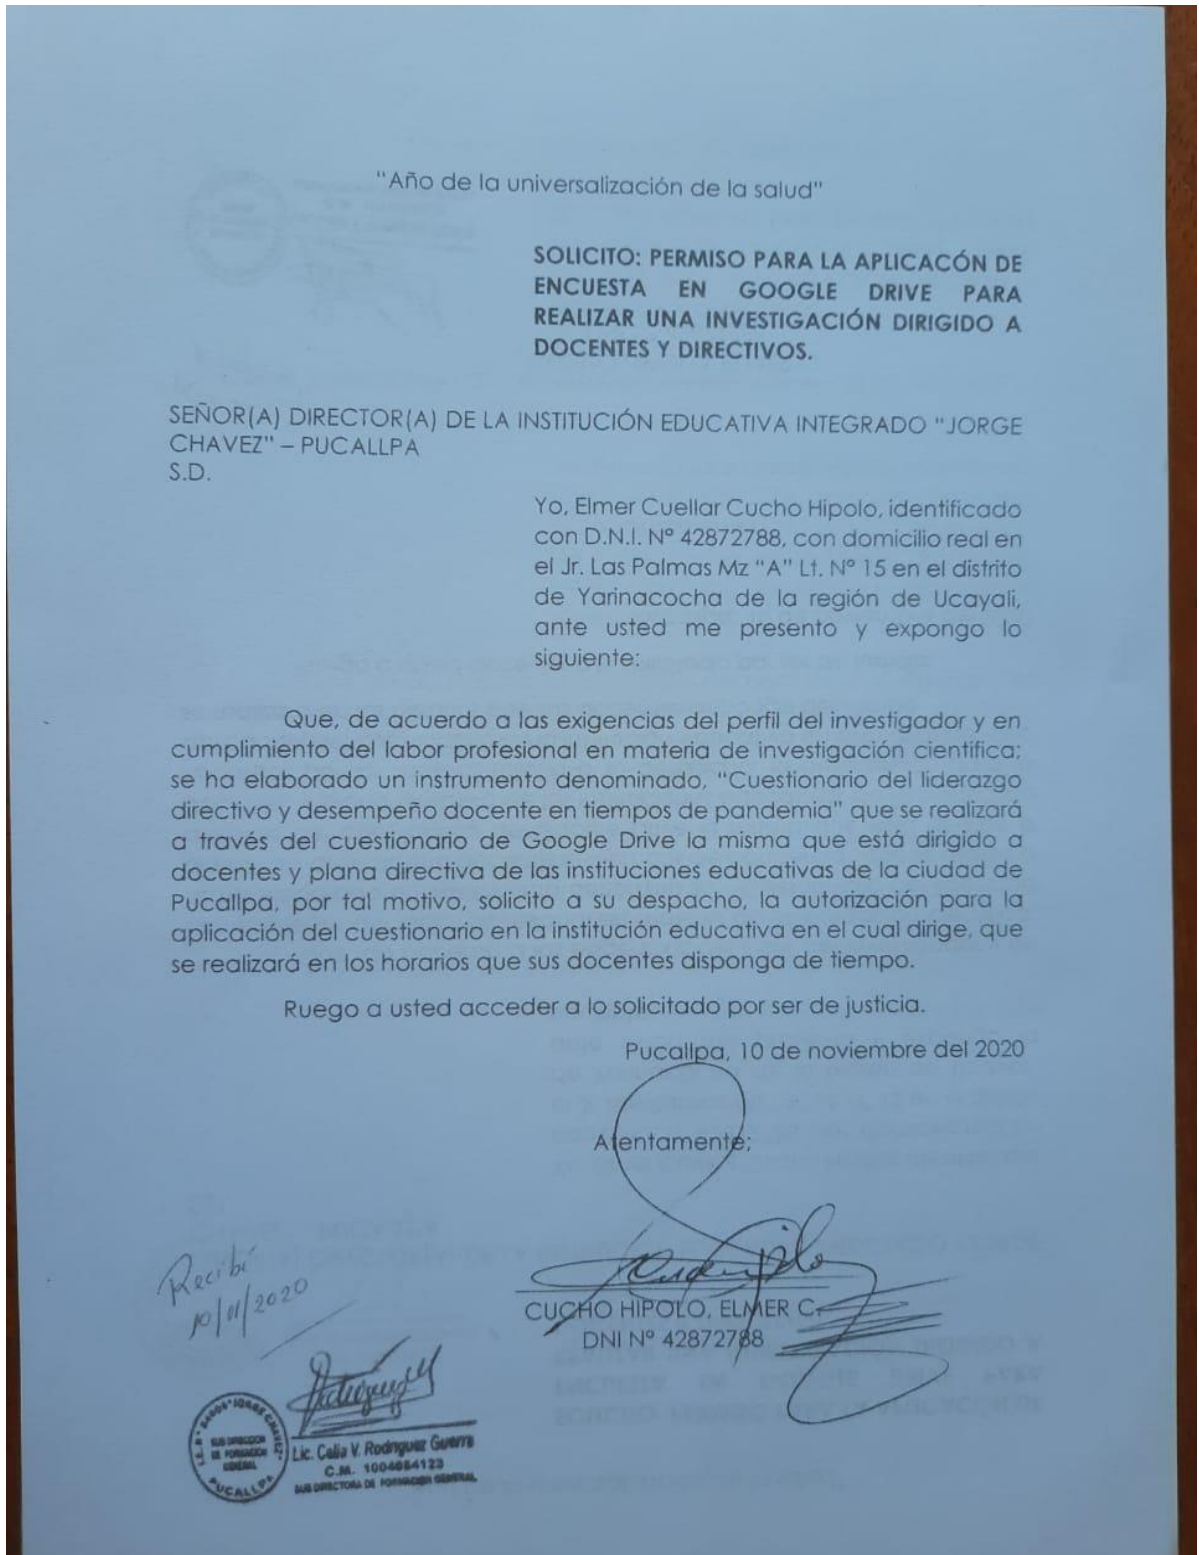 "Año de la universalización de la salud"
SOLICITO: PERMISO PARA LA APLICACÓN DE
ENCUESTA EN GOOGLE DRIVE PARA
REALIZAR UNA INVESTIGACIÓN DIRIGIDO A
DOCENTES Y DIRECTIVOS.
SEÑOR(A) DIRECTOR(A) DE LA INSTITUCIÓN EDUCATIVA INTEGRADO "JORGE
CHAVEZ" – PUCALLPA
S.D.
Yo, Elmer Cuellar Cucho Hipolo, identificado
con D.N.I. Nº 42872788, con domicilio real en
el Jr. Las Palmas Mz "A" Lt. Nº 15 en el distrito
de Yarinacocha de la región de Ucayali,
ante usted me presento y expongo lo
siguiente:
Que, de acuerdo a las exigencias del perfil del investigador y en
cumplimiento del labor profesional en materia de investigación científica;
se ha elaborado un instrumento denominado, "Cuestionario del liderazgo
directivo y desempeño docente en tiempos de pandemia" que se realizará
a través del cuestionario de Google Drive la misma que está dirigido a
docentes y plana directiva de las instituciones educativas de la ciudad de
Pucallpa, por tal motivo, solicito a su despacho, la autorización para la
aplicación del cuestionario en la institución educativa en el cual dirige, que
se realizará en los horarios que sus docentes disponga de tiempo.
Ruego a usted acceder a lo solicitado por ser de justicia.
Pucallpa, 10 de noviembre del 2020
Atentamente;
CUCHO HIPOLO, ELMER C.
DNI Nº 42872788
Recibí
10/11/2020
"JORGE CHAVEZ"
SUB DIRECCION
DE FORMACION
GENERAL
PUCALLPA
Lic. Celia V. Rodriguez Guerra
C.M. 1004684123
SUB DIRECTORA DE FORMACIÓN GENERAL